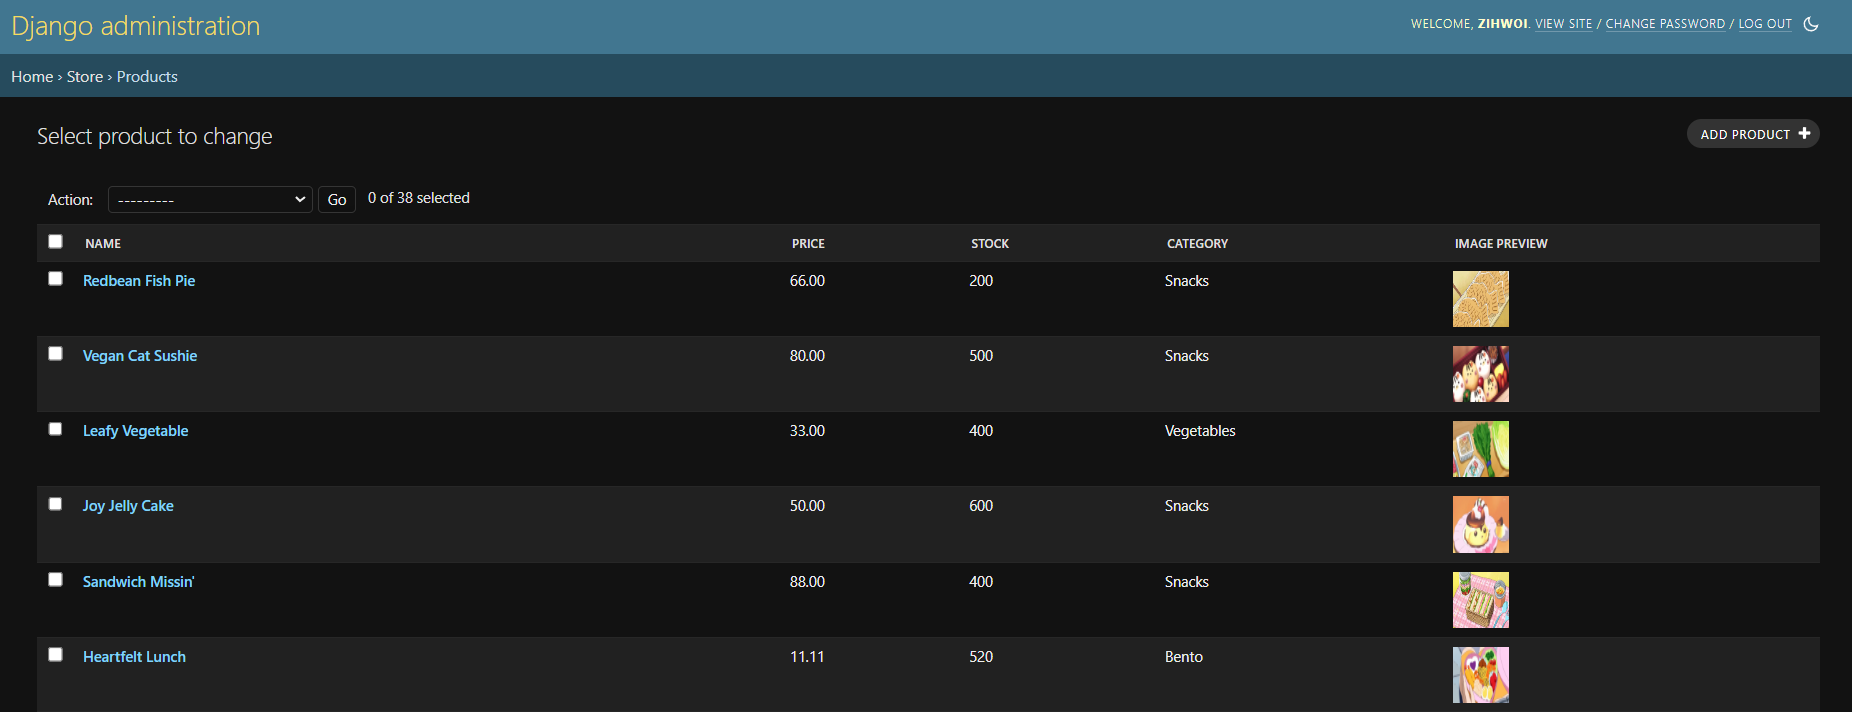 Django administration
WELCOME, ZIHWOI. VIEW SITE / CHANGE PASSWORD / LOG OUT
Home › Store › Products
Select product to change
ADD PRODUCT +
Action: --------- Go 0 of 38 selected
NAME PRICE STOCK CATEGORY IMAGE PREVIEW
Redbean Fish Pie 66.00 200 Snacks
Vegan Cat Sushie 80.00 500 Snacks
Leafy Vegetable 33.00 400 Vegetables
Joy Jelly Cake 50.00 600 Snacks
Sandwich Missin' 88.00 400 Snacks
Heartfelt Lunch 11.11 520 Bento